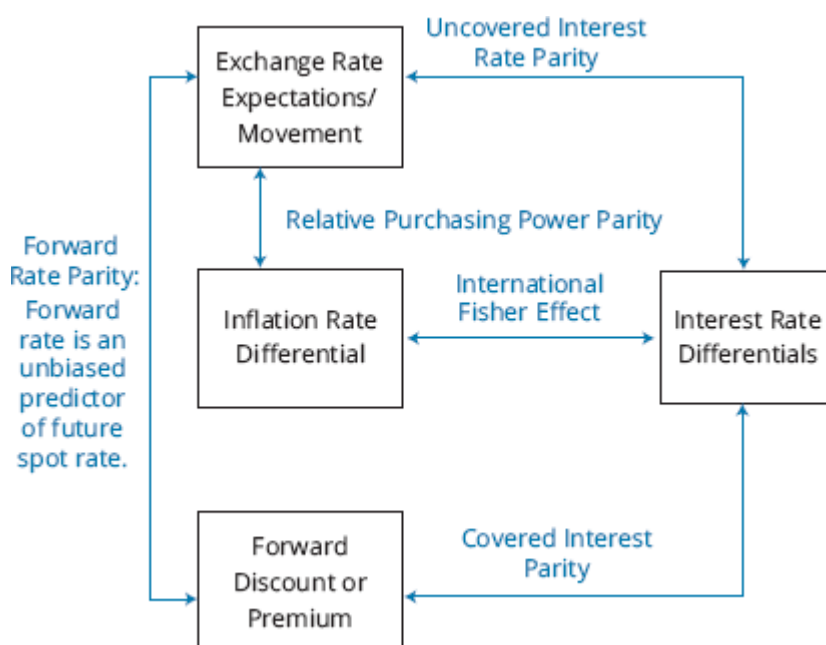 Uncovered Interest
Rate Parity
Exchange Rate
Expectations/
Movement
Relative Purchasing Power Parity
Forward
Rate Parity:
Forward
rate is an
unbiased
predictor
of future
spot rate.
Inflation Rate
Differential
International
Fisher Effect
Interest Rate
Differentials
Forward
Discount or
Premium
Covered Interest
Parity